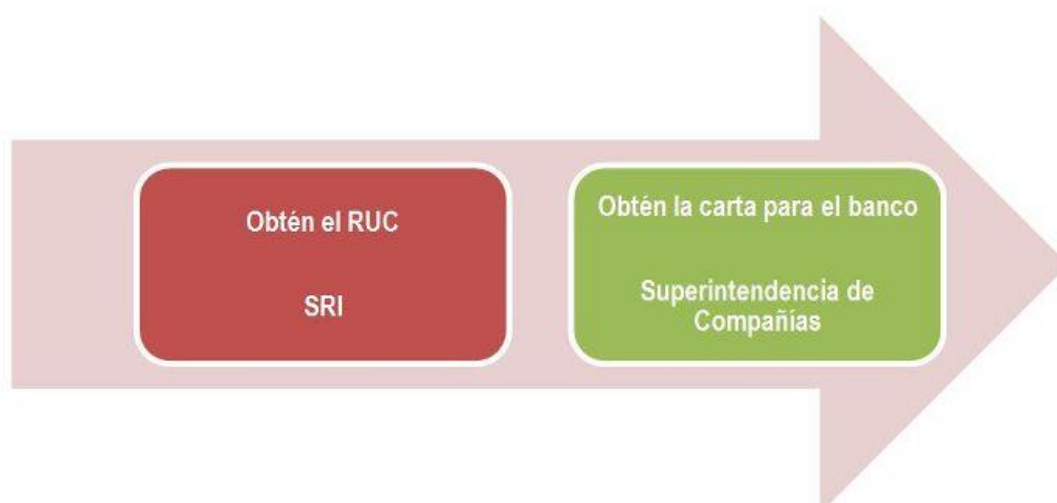 Obtén el RUC
SRI
Obtén la carta para el banco
Superintendencia de
Compañías